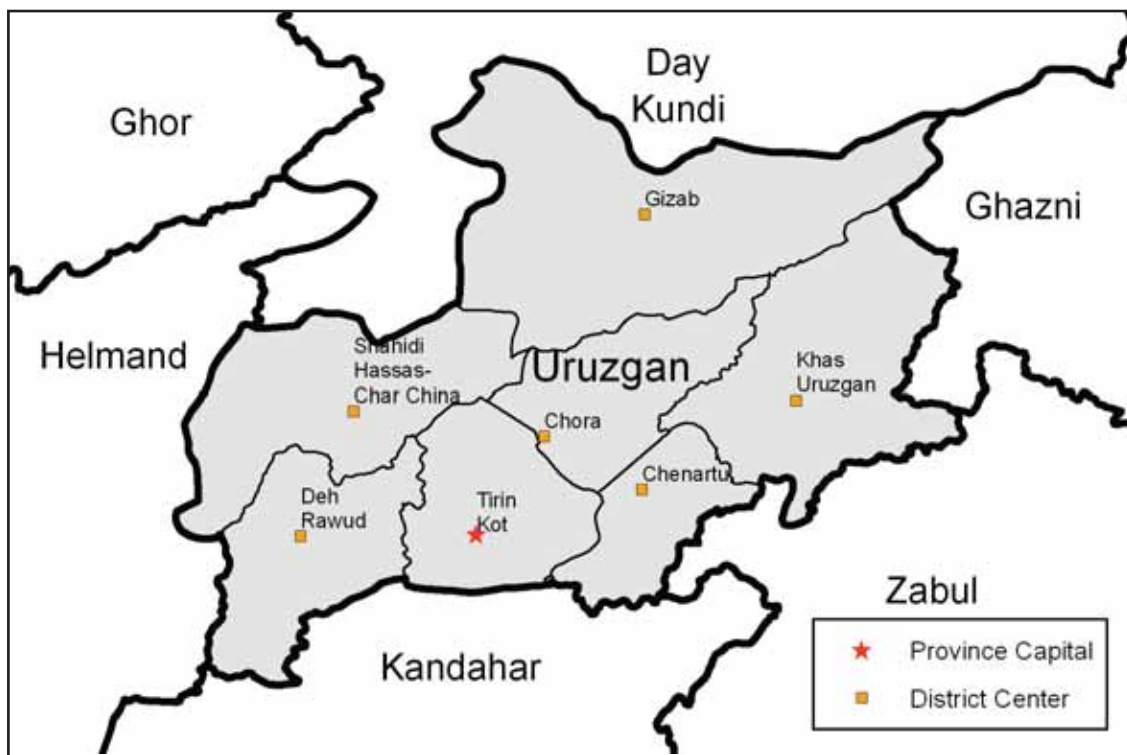 Day
Kundi
Ghor
Ghazni
Gizab
Helmand
Shahidi
Hassas-
Char China
Uruzgan
Khas
Uruzgan
Chora
Chenartu
Deh
Rawud
Tirin
Kot
Zabul
Kandahar
Province Capital
District Center